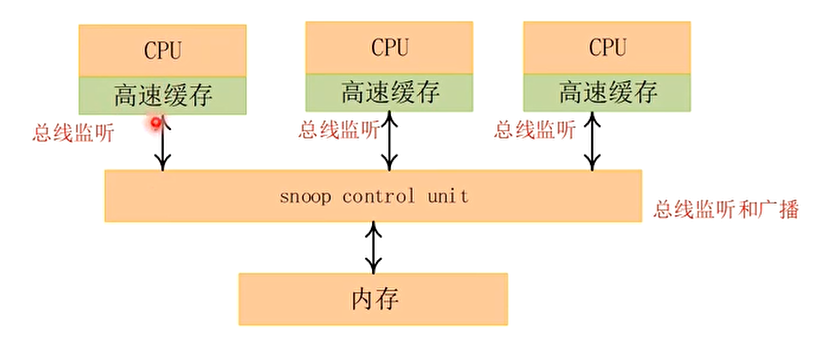 CPU
CPU
CPU
高速缓存
高速缓存
高速缓存
总线监听
总线监听
总线监听
snoop control unit
总线监听和广播
内存